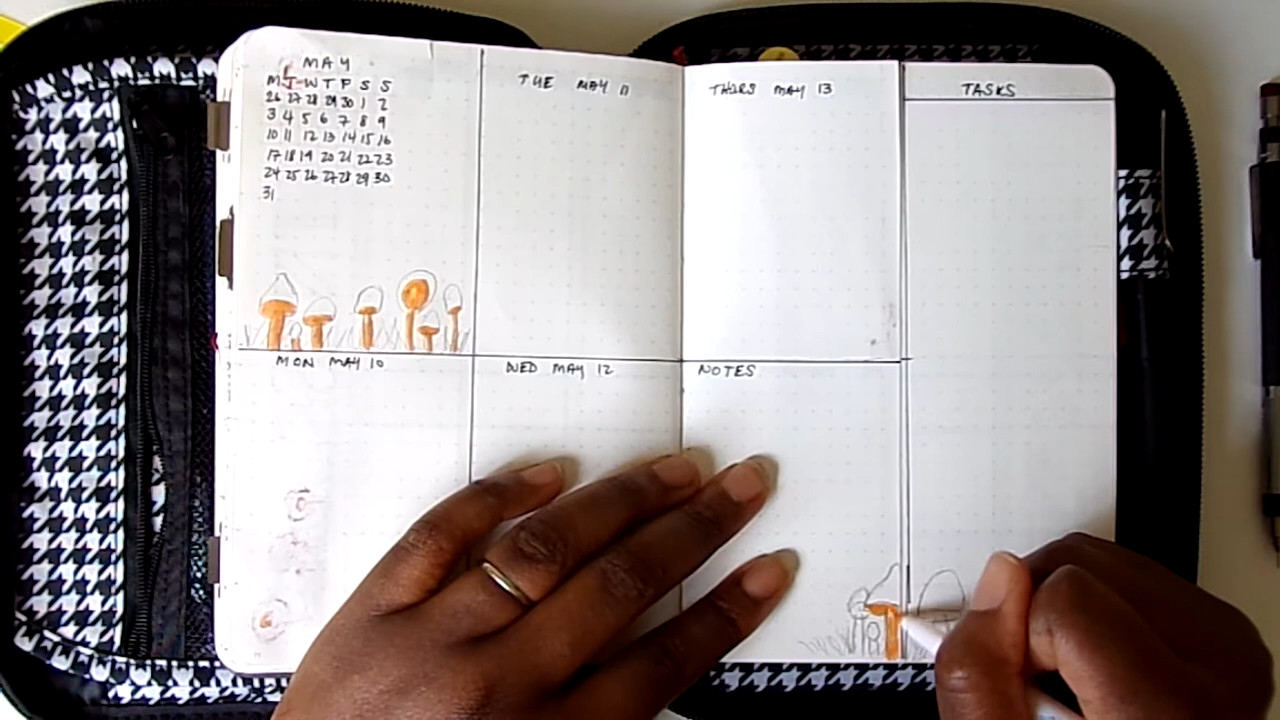 MAY
M T W T F S S
26 27 28 29 30 1 2
3 4 5 6 7 8 9
10 11 12 13 14 15 16
17 18 19 20 21 22 23
24 25 26 27 28 29 30
31
MON MAY 10
TUE MAY 11
WED MAY 12
THURS MAY 13
NOTES
TASKS